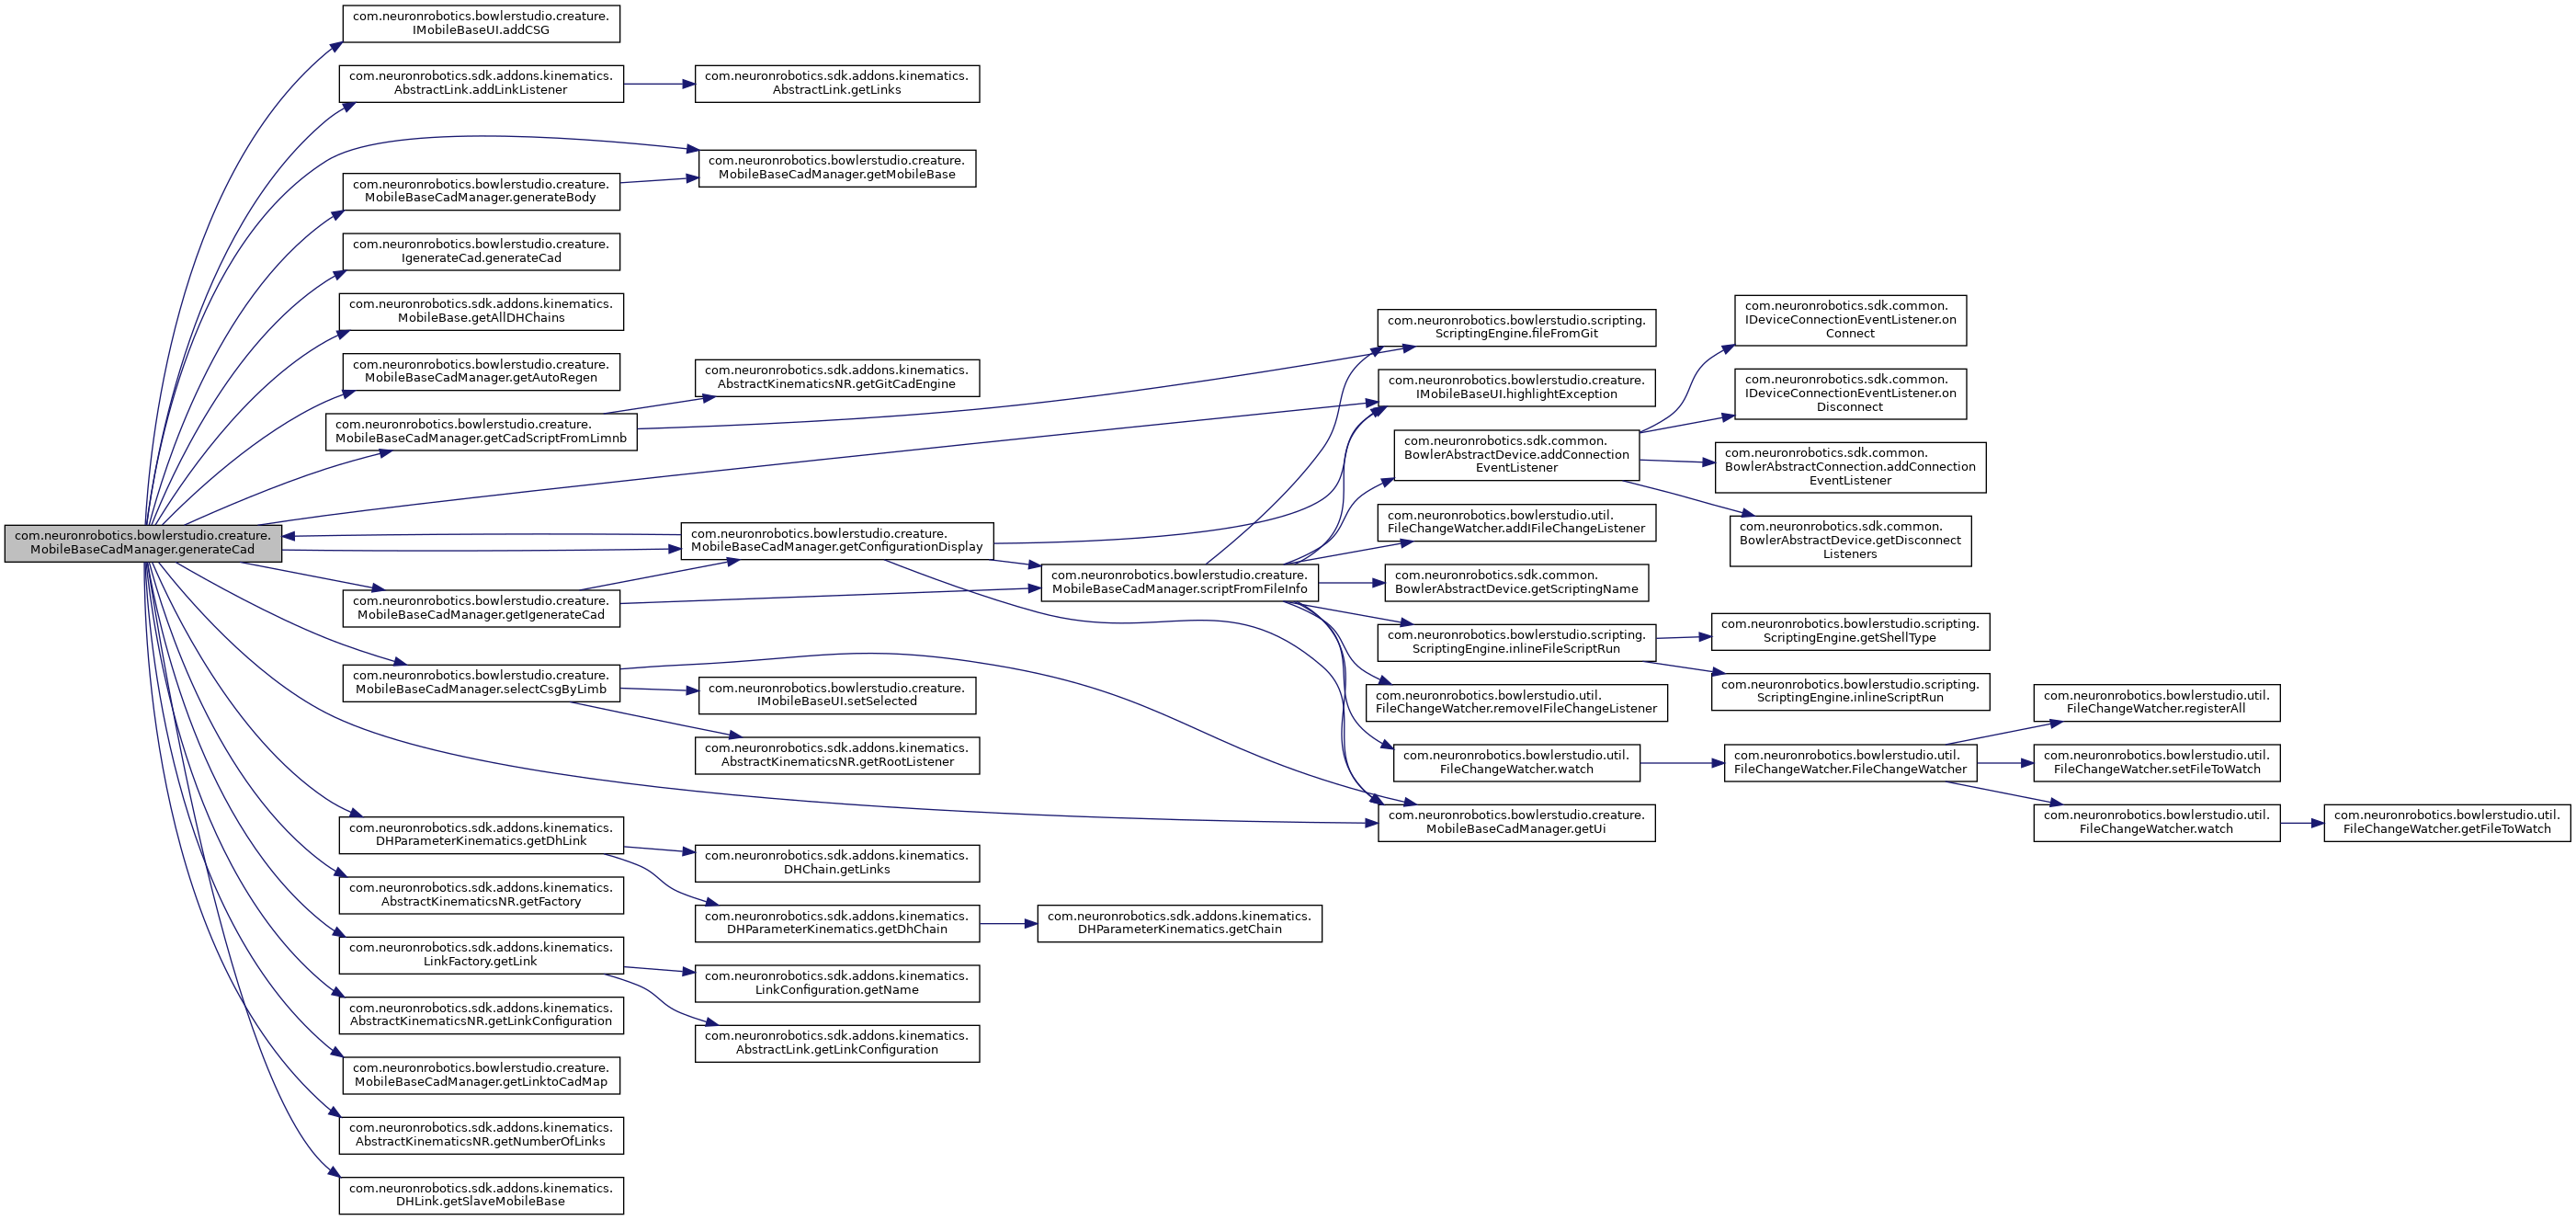 com.neuronrobotics.bowlerstudio.creature.
MobileBaseCadManager.generateCad
com.neuronrobotics.bowlerstudio.creature.
IMobileBaseUI.addCSG
com.neuronrobotics.sdk.addons.kinematics.
AbstractLink.addLinkListener
com.neuronrobotics.bowlerstudio.creature.
MobileBaseCadManager.generateBody
com.neuronrobotics.bowlerstudio.creature.
IgenerateCad.generateCad
com.neuronrobotics.sdk.addons.kinematics.
MobileBase.getAllDHChains
com.neuronrobotics.bowlerstudio.creature.
MobileBaseCadManager.getAutoRegen
com.neuronrobotics.bowlerstudio.creature.
MobileBaseCadManager.getCadScriptFromLimnb
com.neuronrobotics.bowlerstudio.creature.
MobileBaseCadManager.getIgenerateCad
com.neuronrobotics.bowlerstudio.creature.
MobileBaseCadManager.selectCsgByLimb
com.neuronrobotics.sdk.addons.kinematics.
DHParameterKinematics.getDhLink
com.neuronrobotics.sdk.addons.kinematics.
AbstractKinematicsNR.getFactory
com.neuronrobotics.sdk.addons.kinematics.
LinkFactory.getLink
com.neuronrobotics.sdk.addons.kinematics.
AbstractKinematicsNR.getLinkConfiguration
com.neuronrobotics.bowlerstudio.creature.
MobileBaseCadManager.getLinktoCadMap
com.neuronrobotics.sdk.addons.kinematics.
AbstractKinematicsNR.getNumberOfLinks
com.neuronrobotics.sdk.addons.kinematics.
DHLink.getSlaveMobileBase
com.neuronrobotics.sdk.addons.kinematics.
AbstractLink.getLinks
com.neuronrobotics.bowlerstudio.creature.
MobileBaseCadManager.getMobileBase
com.neuronrobotics.sdk.addons.kinematics.
AbstractKinematicsNR.getGitCadEngine
com.neuronrobotics.bowlerstudio.creature.
MobileBaseCadManager.getConfigurationDisplay
com.neuronrobotics.bowlerstudio.creature.
IMobileBaseUI.setSelected
com.neuronrobotics.sdk.addons.kinematics.
AbstractKinematicsNR.getRootListener
com.neuronrobotics.sdk.addons.kinematics.
DHChain.getLinks
com.neuronrobotics.sdk.addons.kinematics.
DHParameterKinematics.getDhChain
com.neuronrobotics.sdk.addons.kinematics.
LinkConfiguration.getName
com.neuronrobotics.sdk.addons.kinematics.
AbstractLink.getLinkConfiguration
com.neuronrobotics.bowlerstudio.creature.
MobileBaseCadManager.scriptFromFileInfo
com.neuronrobotics.sdk.addons.kinematics.
DHParameterKinematics.getChain
com.neuronrobotics.bowlerstudio.scripting.
ScriptingEngine.fileFromGit
com.neuronrobotics.bowlerstudio.creature.
IMobileBaseUI.highlightException
com.neuronrobotics.sdk.common.
BowlerAbstractDevice.addConnection
EventListener
com.neuronrobotics.bowlerstudio.util.
FileChangeWatcher.addIFileChangeListener
com.neuronrobotics.sdk.common.
BowlerAbstractDevice.getScriptingName
com.neuronrobotics.bowlerstudio.scripting.
ScriptingEngine.inlineFileScriptRun
com.neuronrobotics.bowlerstudio.util.
FileChangeWatcher.removeIFileChangeListener
com.neuronrobotics.bowlerstudio.util.
FileChangeWatcher.watch
com.neuronrobotics.bowlerstudio.creature.
MobileBaseCadManager.getUi
com.neuronrobotics.sdk.common.
IDeviceConnectionEventListener.on
Connect
com.neuronrobotics.sdk.common.
IDeviceConnectionEventListener.on
Disconnect
com.neuronrobotics.sdk.common.
BowlerAbstractConnection.addConnection
EventListener
com.neuronrobotics.sdk.common.
BowlerAbstractDevice.getDisconnect
Listeners
com.neuronrobotics.bowlerstudio.scripting.
ScriptingEngine.getShellType
com.neuronrobotics.bowlerstudio.scripting.
ScriptingEngine.inlineScriptRun
com.neuronrobotics.bowlerstudio.util.
FileChangeWatcher.FileChangeWatcher
com.neuronrobotics.bowlerstudio.util.
FileChangeWatcher.registerAll
com.neuronrobotics.bowlerstudio.util.
FileChangeWatcher.setFileToWatch
com.neuronrobotics.bowlerstudio.util.
FileChangeWatcher.watch
com.neuronrobotics.bowlerstudio.util.
FileChangeWatcher.getFileToWatch